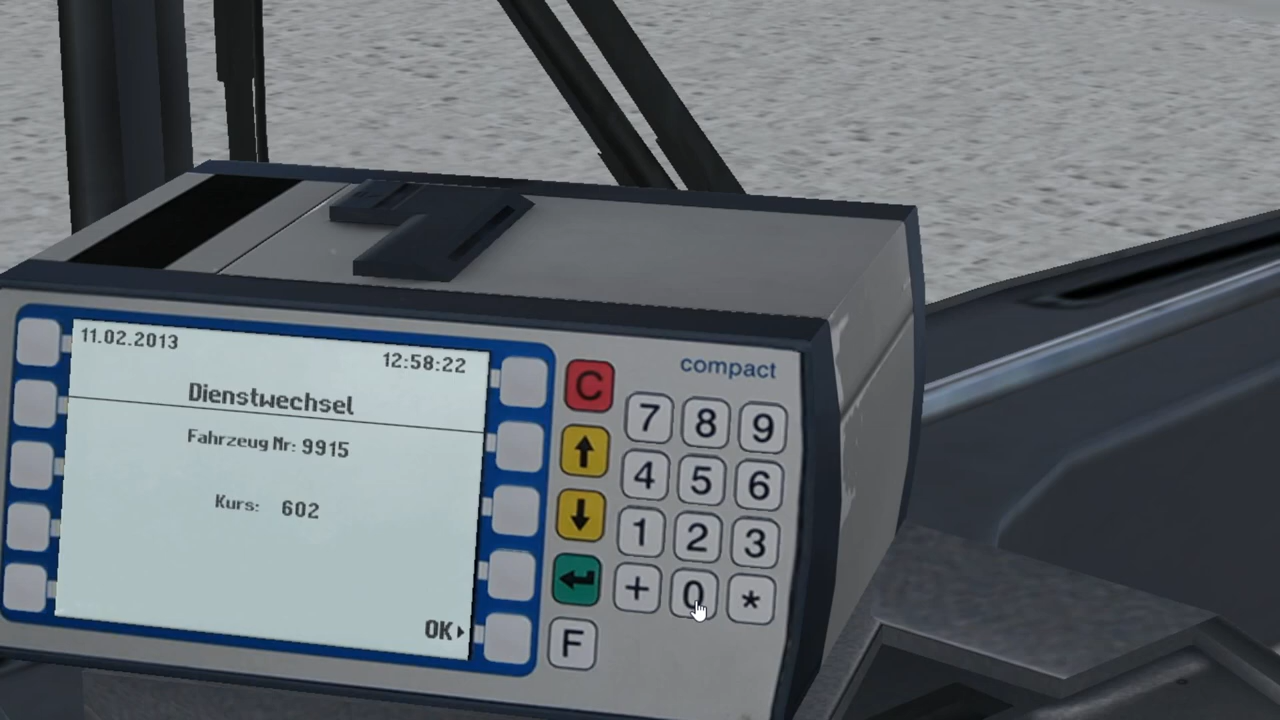 11.02.2013
12:58:22
Dienstwechsel
Fahrzeug Nr: 9915
Kurs: 602
OK
compact
C
7 8 9
4 5 6
1 2 3
+ 0 *
F